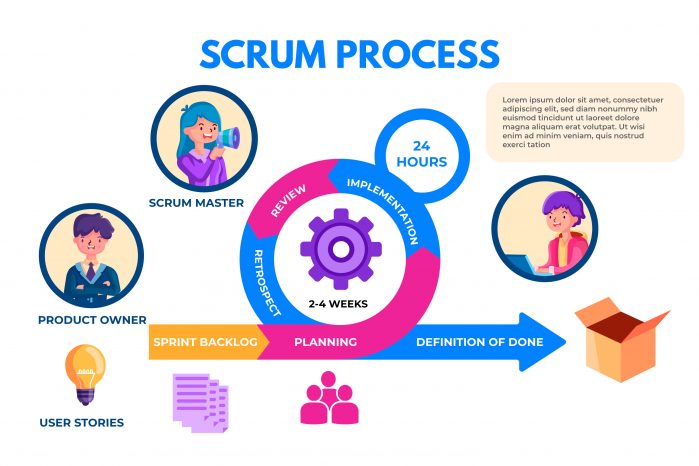 SCRUM PROCESS
Lorem ipsum dolor sit amet, consectetuer
adipiscing elit, sed diam nonummy nibh
euismod tincidunt ut laoreet dolore
magna aliquam erat volutpat. Ut wisi
enim ad minim veniam, quis nostrud
exerci tation
24
HOURS
SCRUM MASTER
REVIEW
IMPLEMENTATION
RETROSPECT
2-4 WEEKS
PRODUCT OWNER
SPRINT BACKLOG
PLANNING
DEFINITION OF DONE
USER STORIES